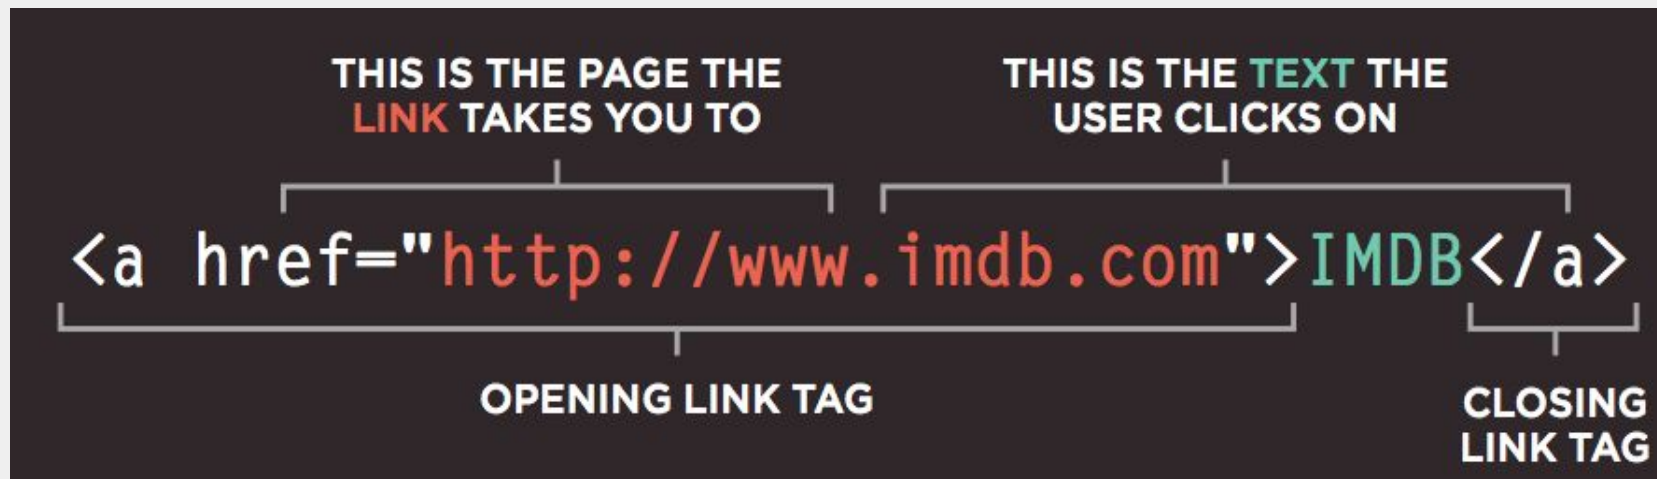 THIS IS THE PAGE THE
LINK TAKES YOU TO
THIS IS THE TEXT THE
USER CLICKS ON
<a href="http://www.imdb.com">IMDB</a>
OPENING LINK TAG
CLOSING
LINK TAG